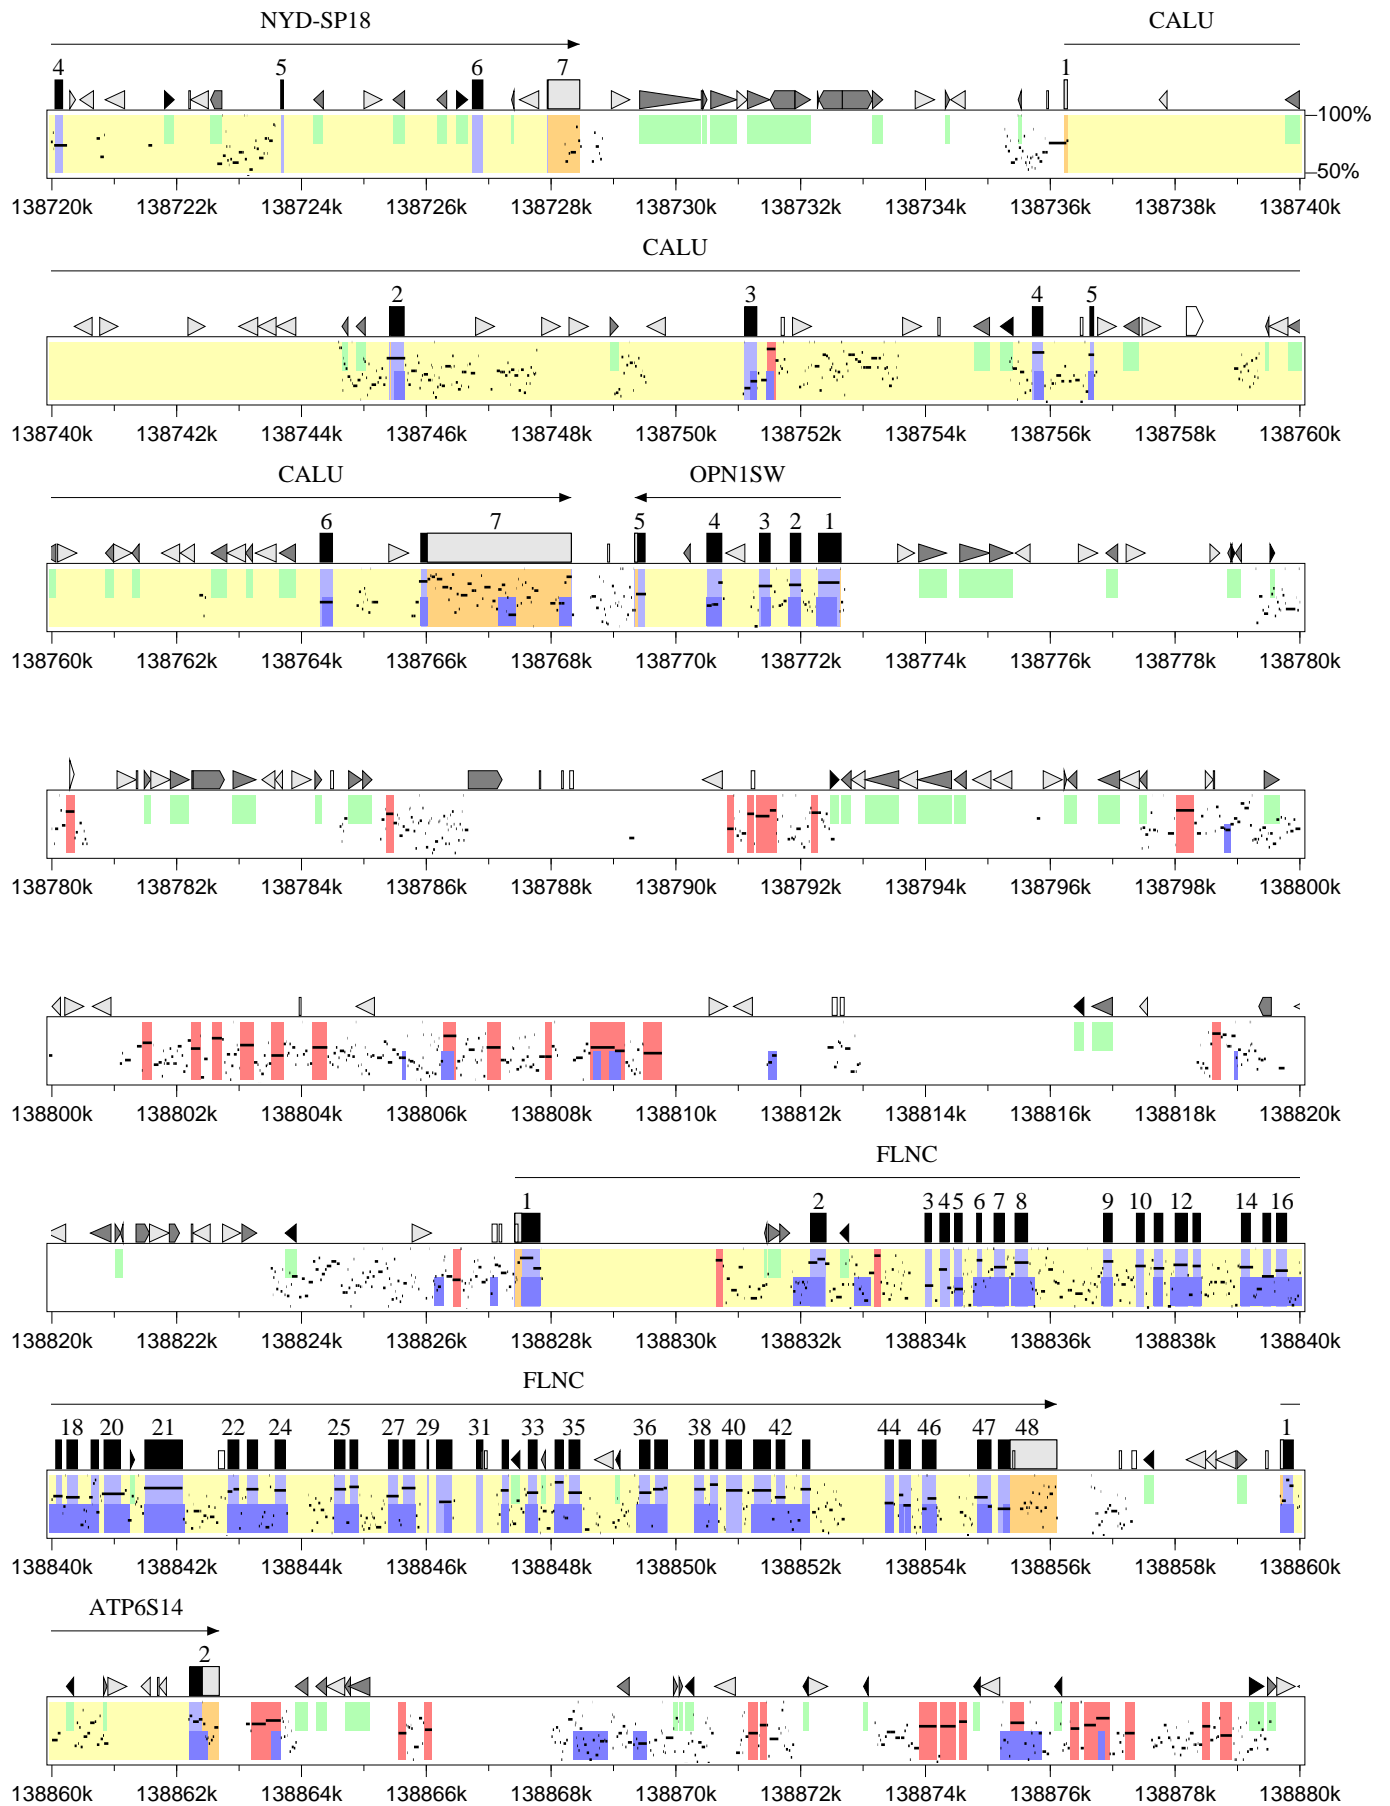 NYD-SP18 CALU
4 5 6 7 1
100%
50%
138720k 138722k 138724k 138726k 138728k 138730k 138732k 138734k 138736k 138738k 138740k
CALU
2 3 4 5
138740k 138742k 138744k 138746k 138748k 138750k 138752k 138754k 138756k 138758k 138760k
CALU OPN1SW
6 7 5 4 3 2 1
138760k 138762k 138764k 138766k 138768k 138770k 138772k 138774k 138776k 138778k 138780k
138780k 138782k 138784k 138786k 138788k 138790k 138792k 138794k 138796k 138798k 138800k
138800k 138802k 138804k 138806k 138808k 138810k 138812k 138814k 138816k 138818k 138820k
FLNC
1 2 3 4 5 6 7 8 9 10 12 14 16
138820k 138822k 138824k 138826k 138828k 138830k 138832k 138834k 138836k 138838k 138840k
FLNC
18 20 21 22 24 25 27 29 31 33 35 36 38 40 42 44 46 47 48 1
138840k 138842k 138844k 138846k 138848k 138850k 138852k 138854k 138856k 138858k 138860k
ATP6S14
2
138860k 138862k 138864k 138866k 138868k 138870k 138872k 138874k 138876k 138878k 138880k